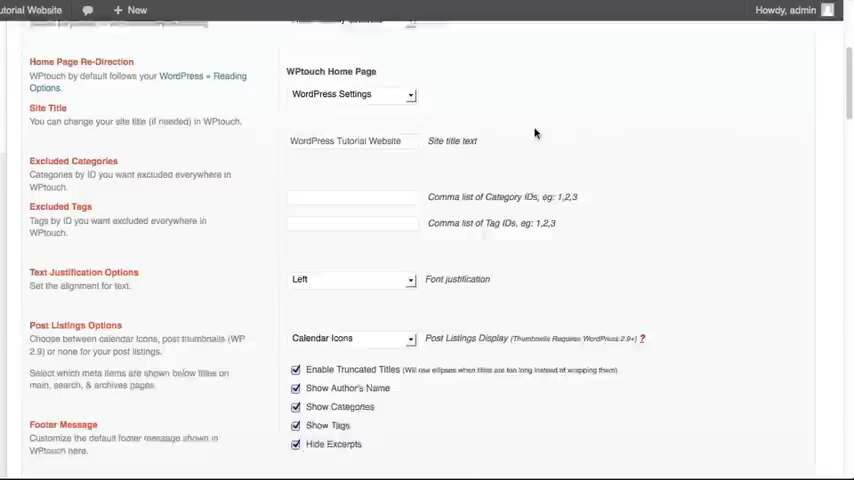 utorial Website
New
Howdy, admin
Home Page Re-Direction
WPtouch by default follows your WordPress » Reading
Options.
WPtouch Home Page
WordPress Settings
Site Title
You can change your site title (if needed) in WPtouch.
WordPress Tutorial Website
Site title text
Excluded Categories
Categories by ID you want excluded everywhere in
WPtouch.
Comma list of Category IDs, eg: 1,2,3
Excluded Tags
Tags by ID you want excluded everywhere in
WPtouch.
Comma list of Tag IDs, eg: 1,2,3
Text Justification Options
Set the alignment for text.
Left
Font justification
Post Listings Options
Choose between calendar Icons, post thumbnails (WP
2.9) or none for your post listings.
Select which meta items are shown below titles on
main, search, & archives pages.
Calendar Icons
Post Listings Display (Thumbnails Requires WordPress 2.9+) ?
Enable Truncated Titles (Will use ellipses when titles are too long instead of wrapping them)
Show Author's Name
Show Categories
Show Tags
Hide Excerpts
Footer Message
Customize the default footer message shown in
WPtouch here.